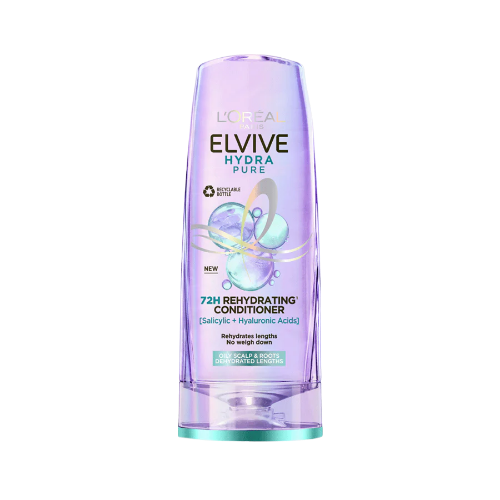 L'ORÉAL
PARIS
ELVIVE
HYDRA
PURE
RECYCLABLE
BOTTLE
NEW
72H REHYDRATING¹
CONDITIONER
[Salicylic + Hyaluronic Acids]
Rehydrates lengths
No weigh down
OILY SCALP & ROOTS
DEHYDRATED LENGTHS